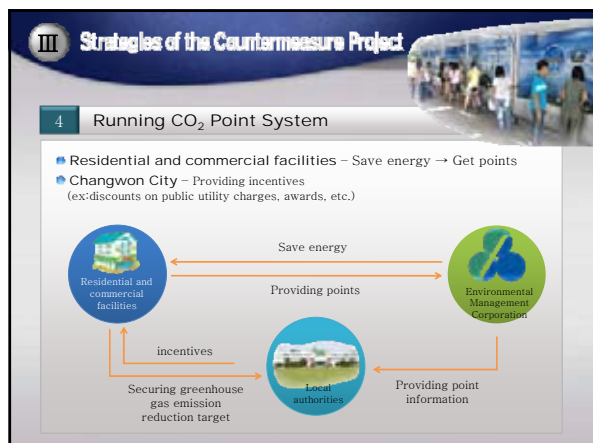 III
Strategies of the Countermeasure Project
4
Running CO₂ Point System
Residential and commercial facilities – Save energy → Get points
Changwon City – Providing incentives
(ex:discounts on public utility charges, awards, etc.)
Save energy
Providing points
Residential and
commercial
facilities
Environmental
Management
Corporation
incentives
Securing greenhouse
gas emission
reduction target
Local
authorities
Providing point
information